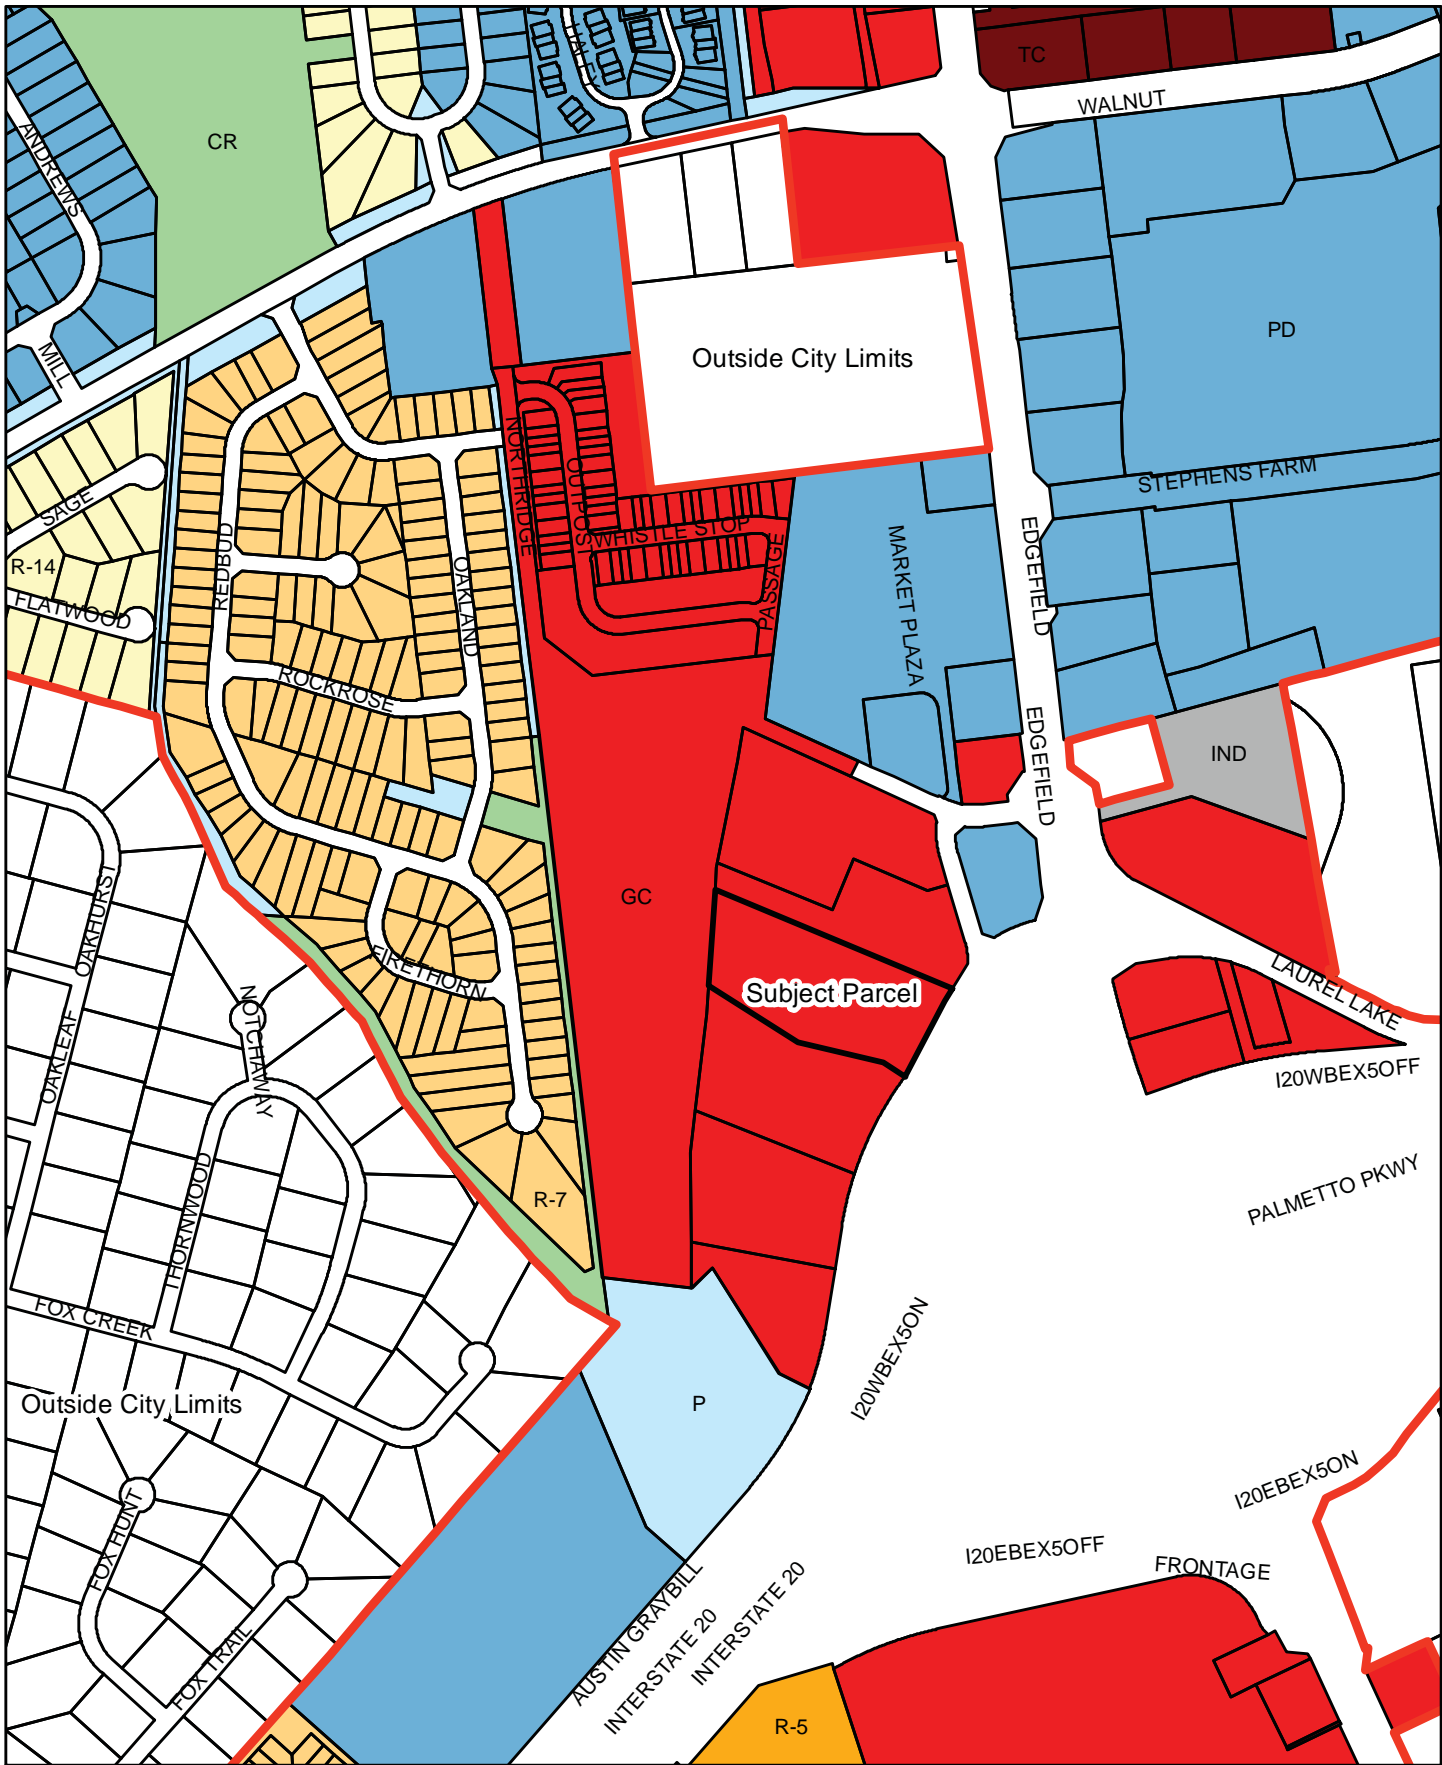 HALEY
TC
WALNUT
CR
ANDREWS
MILL
PD
Outside City Limits
STEPHENS FARM
NORTHRIDGE
OUTPOST
WHISTLE STOP
PASSAGE
MARKET PLAZA
EDGEFIELD
SAGE
R-14
FLATWOOD
REDBUD
OAKLAND
ROCKROSE
EDGEFIELD
IND
GC
OAKHURST
FIRETHORN
Subject Parcel
LAUREL LAKE
NOTCHAWAY
OAKLEAF
I20WBEX5OFF
PALMETTO PKWY
THORNWOOD
R-7
FOX CREEK
I20WBEX5ON
Outside City Limits
P
I20EBEX5ON
FOX HUNT
I20EBEX5OFF
FRONTAGE
AUSTIN GRAYBILL
INTERSTATE 20
INTERSTATE 20
FOX TRAIL
R-5